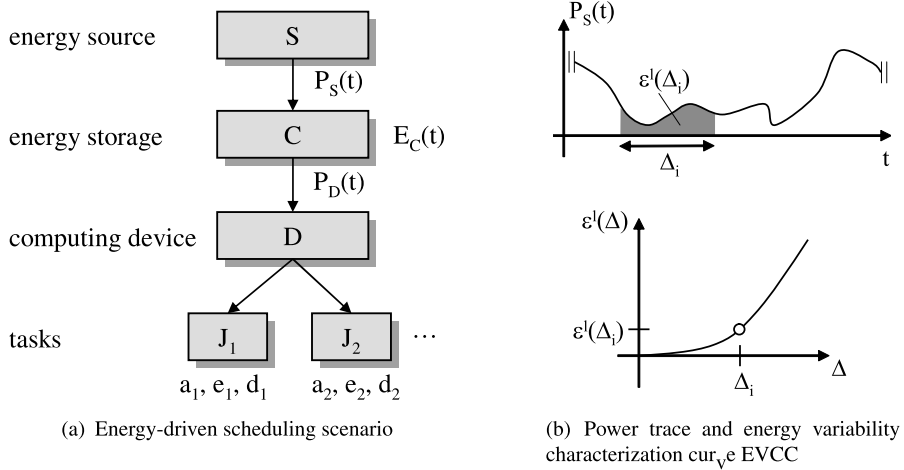 energy source
S
P_S(t)
energy storage
C
E_C(t)
P_D(t)
computing device
D
tasks
J_1
J_2
...
a_1, e_1, d_1
a_2, e_2, d_2
(a) Energy-driven scheduling scenario
P_S(t)
ε^l(Δ_i)
t
Δ_i
ε^l(Δ)
ε^l(Δ_i)
Δ_i
Δ
(b) Power trace and energy variability
characterization cur_ve EVCC